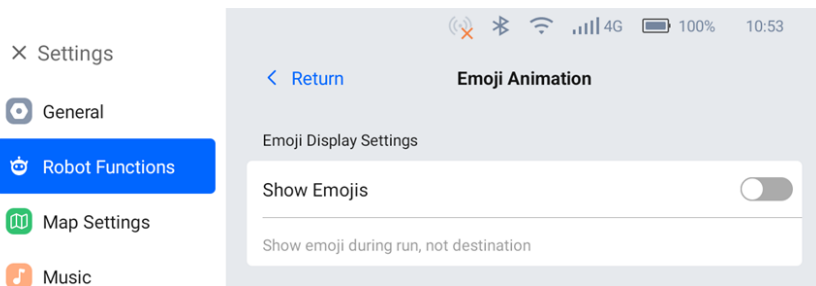 4G 100% 10:53
Settings
Return Emoji Animation
General
Emoji Display Settings
Robot Functions
Show Emojis
Map Settings
Show emoji during run, not destination
Music